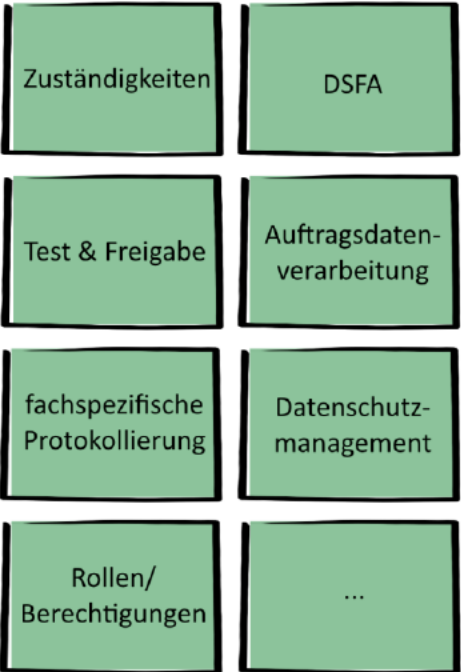 Zuständigkeiten
DSFA
Test & Freigabe
Auftragsdaten-
verarbeitung
fachspezifische
Protokollierung
Datenschutz-
management
Rollen/
Berechtigungen
...